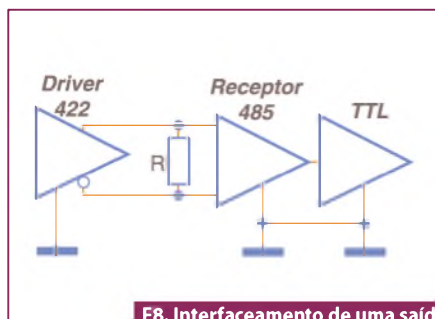 Driver
422
Receptor
485
TTL
R
F8. Interfaceamento de uma saíd